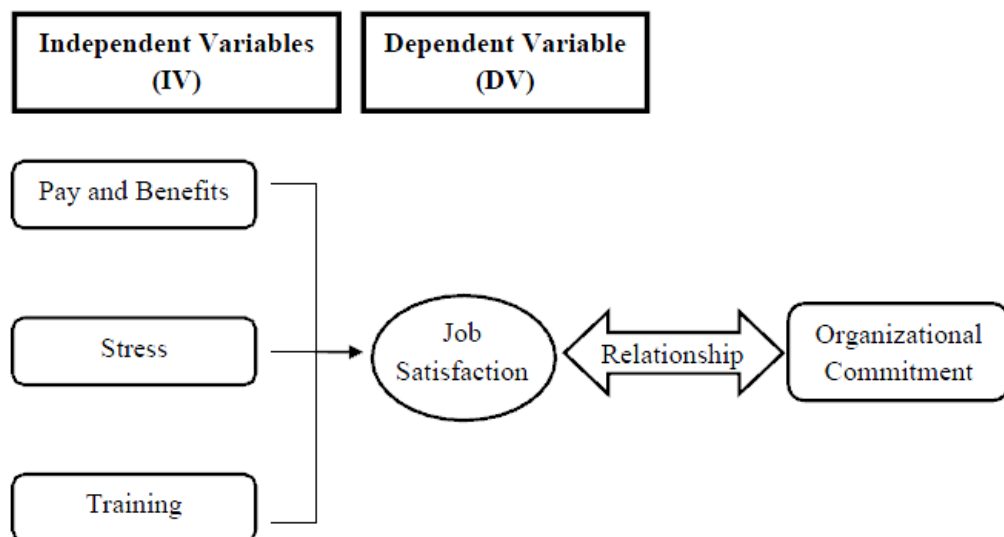 Independent Variables
(IV)
Dependent Variable
(DV)
Pay and Benefits
Stress
Training
Job
Satisfaction
Relationship
Organizational
Commitment